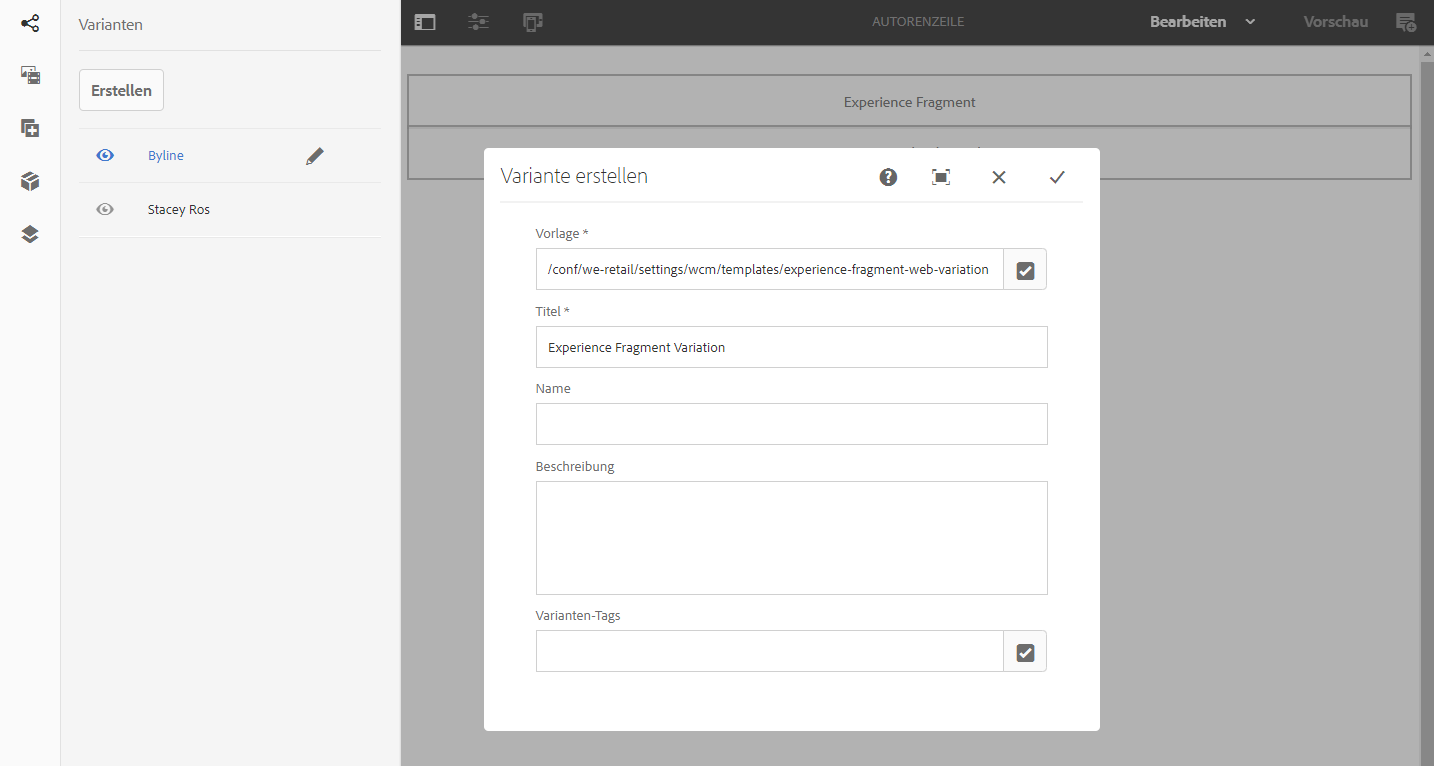 Varianten
AUTORENZEILE
Bearbeiten
Vorschau
Erstellen
Byline
Stacey Ros
Experience Fragment
Variante erstellen
Vorlage *
/conf/we-retail/settings/wcm/templates/experience-fragment-web-variation
Titel *
Experience Fragment Variation
Name
Beschreibung
Varianten-Tags